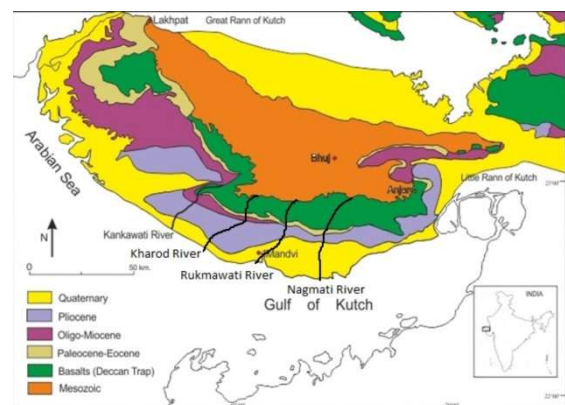 Lakhpat
Great Rann of Kutch
Arabian Sea
Bhuj
Little Rann of Kutch
Anjar
Kankawati River
Kharod River
Rukmawati River
Mandvi
Nagmati River
Gulf of Kutch
N
0
50 km.
Quaternary
Pliocene
Oligo-Miocene
Paleocene-Eocene
Basalts (Deccan Trap)
Mesozoic
INDIA